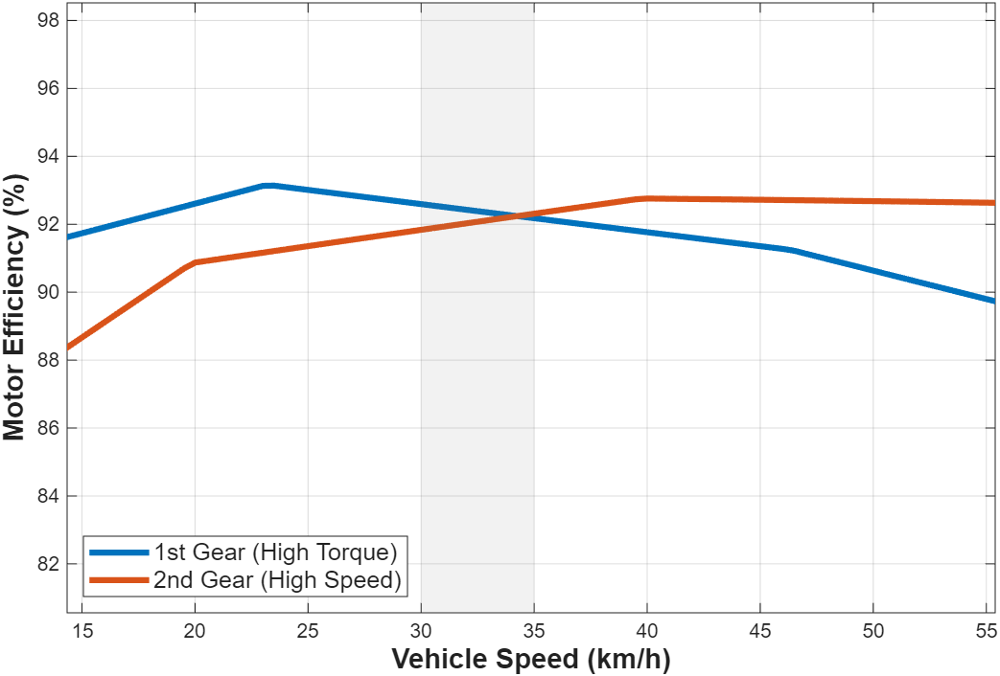 98
96
94
92
90
88
86
84
82
Motor Efficiency (%)
1st Gear (High Torque)
2nd Gear (High Speed)
15 20 25 30 35 40 45 50 55
Vehicle Speed (km/h)